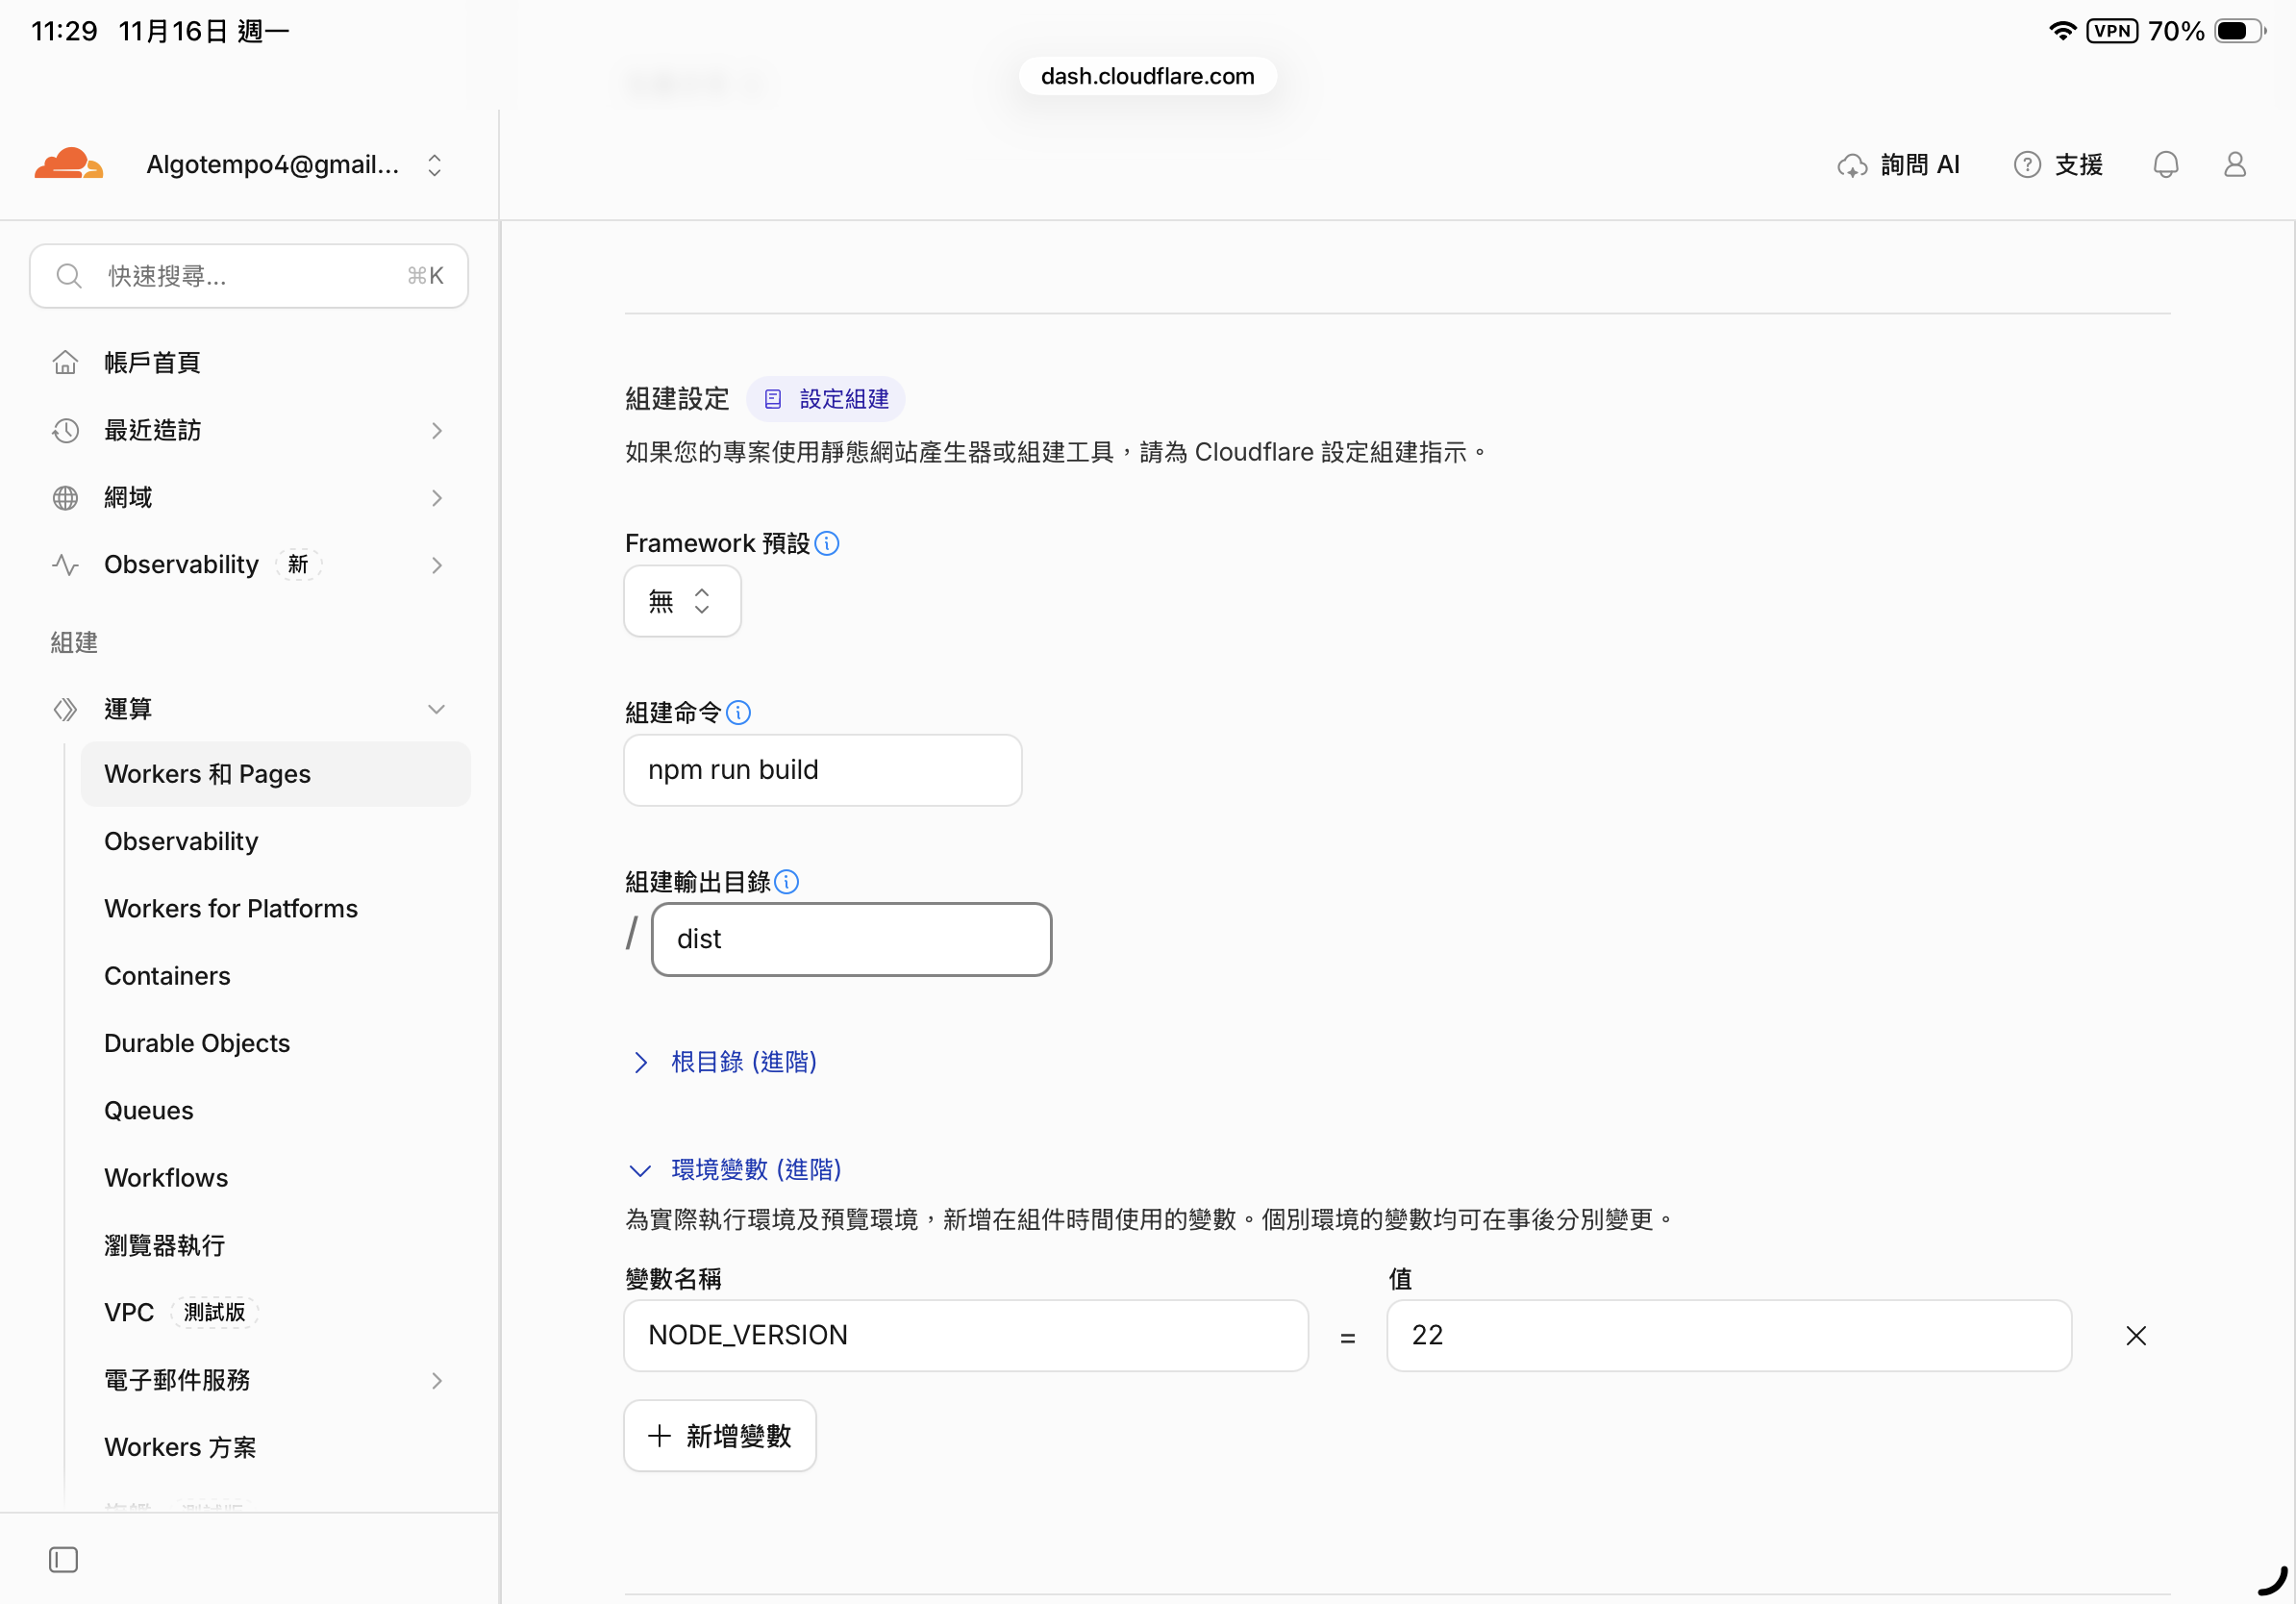 11:29 11月16日 週一
VPN 70%
dash.cloudflare.com
Algotempo4@gmail...
詢問 AI
支援
快速搜尋... ⌘K
帳戶首頁
最近造訪
網域
Observability 新
組建
運算
Workers 和 Pages
Observability
Workers for Platforms
Containers
Durable Objects
Queues
Workflows
瀏覽器執行
VPC 測試版
電子郵件服務
Workers 方案
組建設定 設定組建
如果您的專案使用靜態網站產生器或組建工具，請為 Cloudflare 設定組建指示。
Framework 預設
無
組建命令
npm run build
組建輸出目錄
/ dist
根目錄 (進階)
環境變數 (進階)
為實際執行環境及預覽環境，新增在組件時間使用的變數。個別環境的變數均可在事後分別變更。
變數名稱 值
NODE_VERSION = 22
新增變數